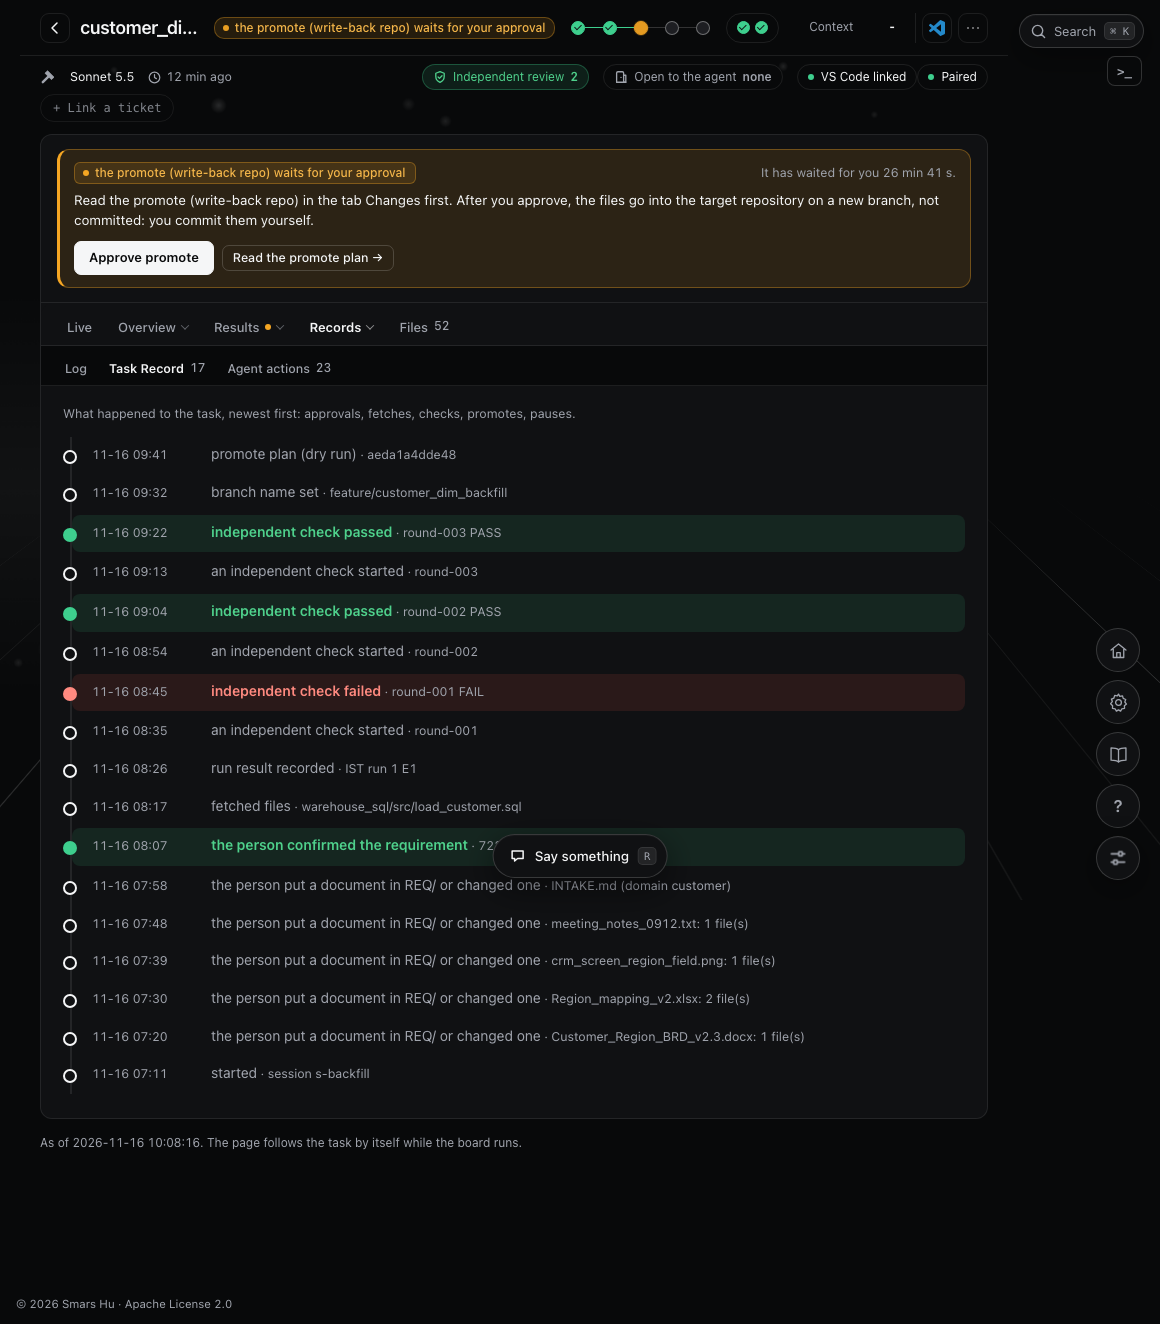 customer_di...
the promote (write-back repo) waits for your approval
Context
-
Search ⌘ K
>_
Sonnet 5.5
12 min ago
Independent review 2
Open to the agent none
VS Code linked
Paired
+ Link a ticket
the promote (write-back repo) waits for your approval
It has waited for you 26 min 41 s.
Read the promote (write-back repo) in the tab Changes first. After you approve, the files go into the target repository on a new branch, not
committed: you commit them yourself.
Approve promote
Read the promote plan →
Live
Overview
Results
Records
Files 52
Log
Task Record 17
Agent actions 23
What happened to the task, newest first: approvals, fetches, checks, promotes, pauses.
11-16 09:41 promote plan (dry run) · aeda1a4dde48
11-16 09:32 branch name set · feature/customer_dim_backfill
11-16 09:22 independent check passed · round-003 PASS
11-16 09:13 an independent check started · round-003
11-16 09:04 independent check passed · round-002 PASS
11-16 08:54 an independent check started · round-002
11-16 08:45 independent check failed · round-001 FAIL
11-16 08:35 an independent check started · round-001
11-16 08:26 run result recorded · IST run 1 E1
11-16 08:17 fetched files · warehouse_sql/src/load_customer.sql
11-16 08:07 the person confirmed the requirement ·
Say something R
11-16 07:58 the person put a document in REQ/ or changed one · INTAKE.md (domain customer)
11-16 07:48 the person put a document in REQ/ or changed one · meeting_notes_0912.txt: 1 file(s)
11-16 07:39 the person put a document in REQ/ or changed one · crm_screen_region_field.png: 1 file(s)
11-16 07:30 the person put a document in REQ/ or changed one · Region_mapping_v2.xlsx: 2 file(s)
11-16 07:20 the person put a document in REQ/ or changed one · Customer_Region_BRD_v2.3.docx: 1 file(s)
11-16 07:11 started · session s-backfill
?
As of 2026-11-16 10:08:16. The page follows the task by itself while the board runs.
© 2026 Smars Hu · Apache License 2.0